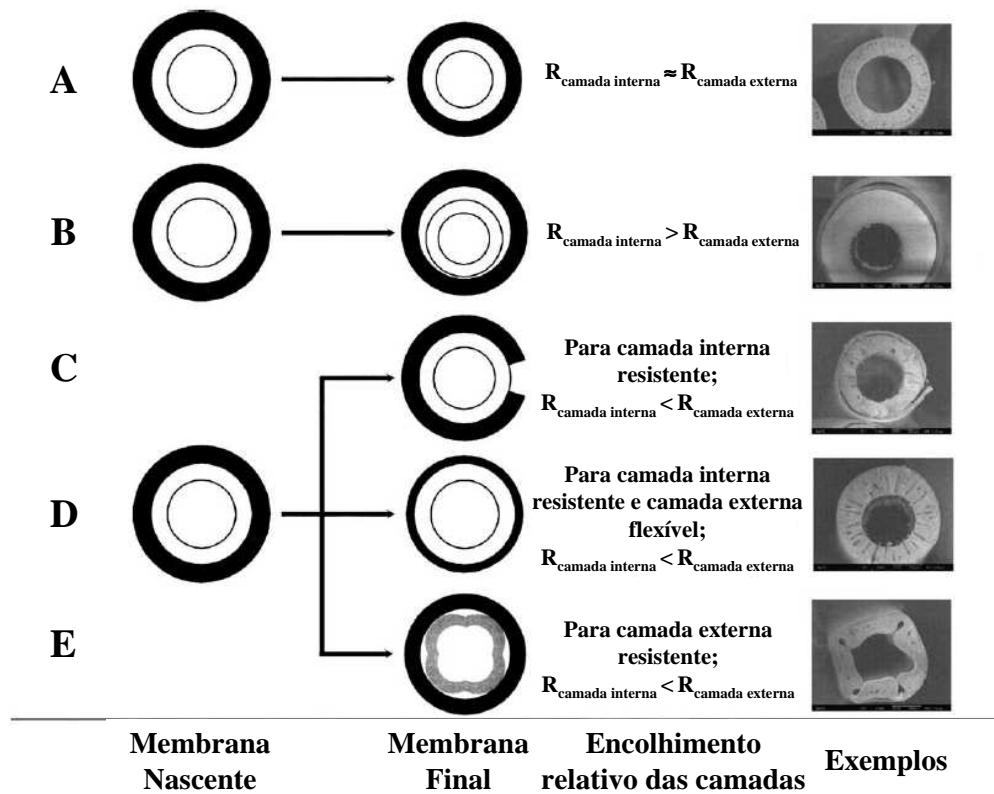 A
R camada interna ≈ R camada externa
B
R camada interna > R camada externa
C
Para camada interna
resistente;
R camada interna < R camada externa
D
Para camada interna
resistente e camada externa
flexível;
R camada interna < R camada externa
E
Para camada externa
resistente;
R camada interna < R camada externa
Membrana
Nascente
Membrana
Final
Encolhimento
relativo das camadas
Exemplos